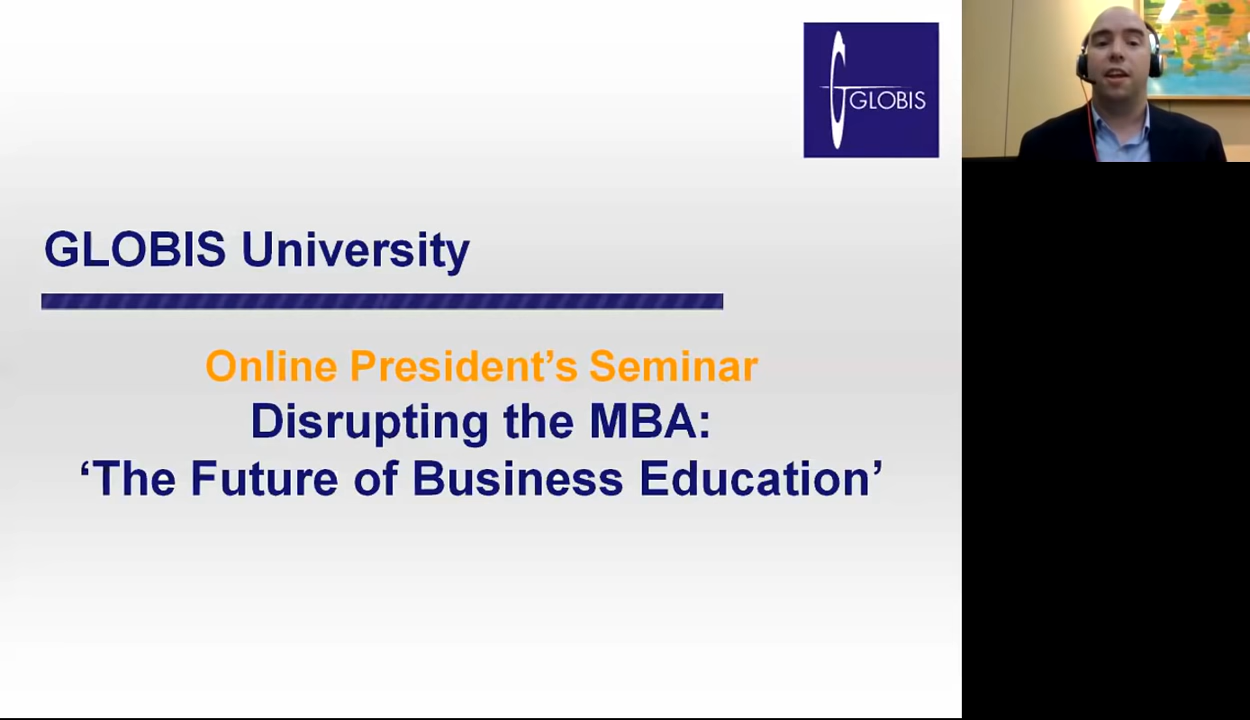 GLOBIS
GLOBIS University
Online President’s Seminar
Disrupting the MBA:
‘The Future of Business Education’